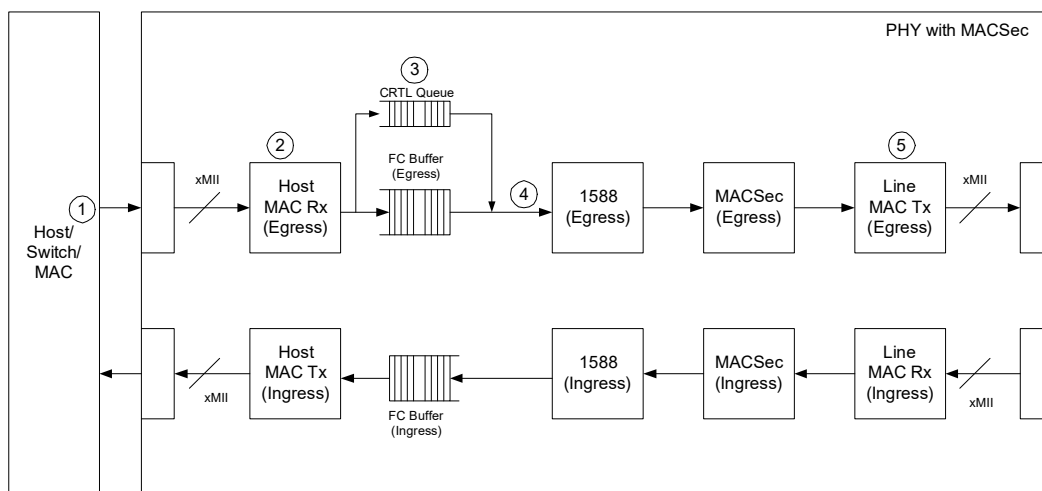 PHY with MACSec
3
CRTL Queue
2
5
xMII
Host
MAC Rx
(Egress)
FC Buffer
(Egress)
4
1588
(Egress)
MACSec
(Egress)
Line
MAC Tx
(Egress)
xMII
1
Host/
Switch/
MAC
xMII
Host
MAC Tx
(Ingress)
FC Buffer
(Ingress)
1588
(Ingress)
MACSec
(Ingress)
Line
MAC Rx
(Ingress)
xMII